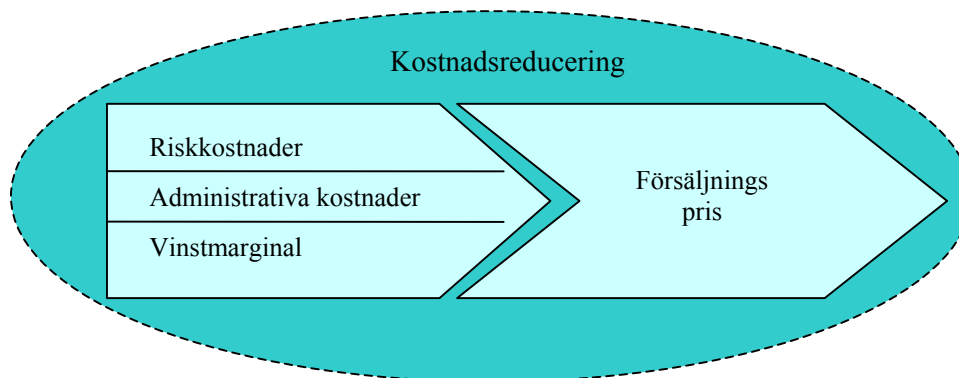 Kostnadsreducering
Riskkostnader
Administrativa kostnader
Vinstmarginal
Försäljnings
pris